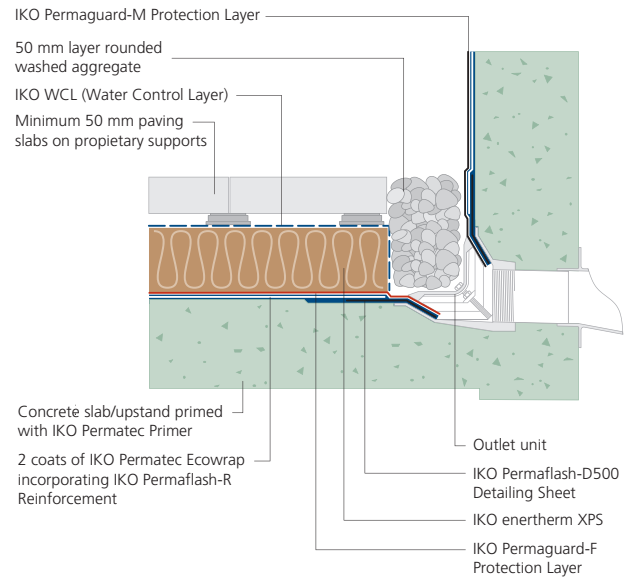 IKO Permaguard-M Protection Layer
50 mm layer rounded
washed aggregate
IKO WCL (Water Control Layer)
Minimum 50 mm paving
slabs on propietary supports
Concrete slab/upstand primed
with IKO Permatec Primer
2 coats of IKO Permatec Ecowrap
incorporating IKO Permaflash-R
Reinforcement
Outlet unit
IKO Permaflash-D500
Detailing Sheet
IKO enertherm XPS
IKO Permaguard-F
Protection Layer